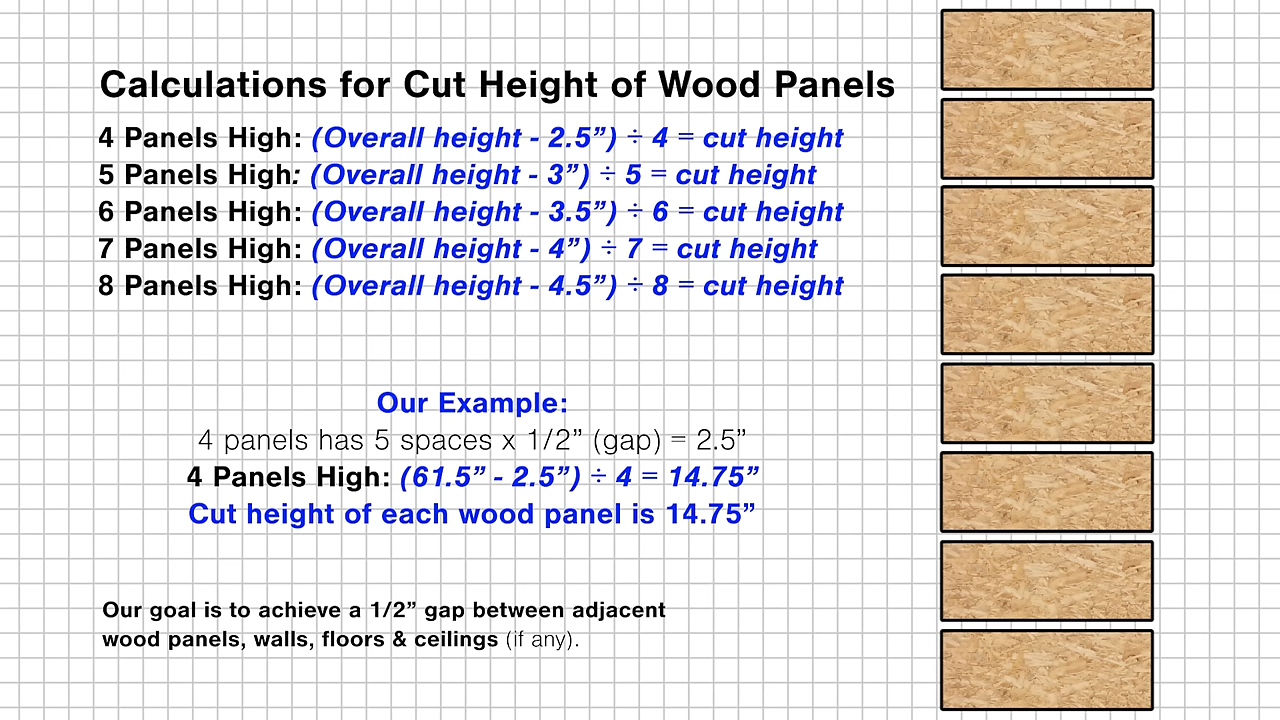 Calculations for Cut Height of Wood Panels
4 Panels High: (Overall height - 2.5”) ÷ 4 = cut height
5 Panels High: (Overall height - 3”) ÷ 5 = cut height
6 Panels High: (Overall height - 3.5”) ÷ 6 = cut height
7 Panels High: (Overall height - 4”) ÷ 7 = cut height
8 Panels High: (Overall height - 4.5”) ÷ 8 = cut height
Our Example:
4 panels has 5 spaces x 1/2” (gap) = 2.5”
4 Panels High: (61.5” - 2.5”) ÷ 4 = 14.75”
Cut height of each wood panel is 14.75”
Our goal is to achieve a 1/2” gap between adjacent
wood panels, walls, floors & ceilings (if any).